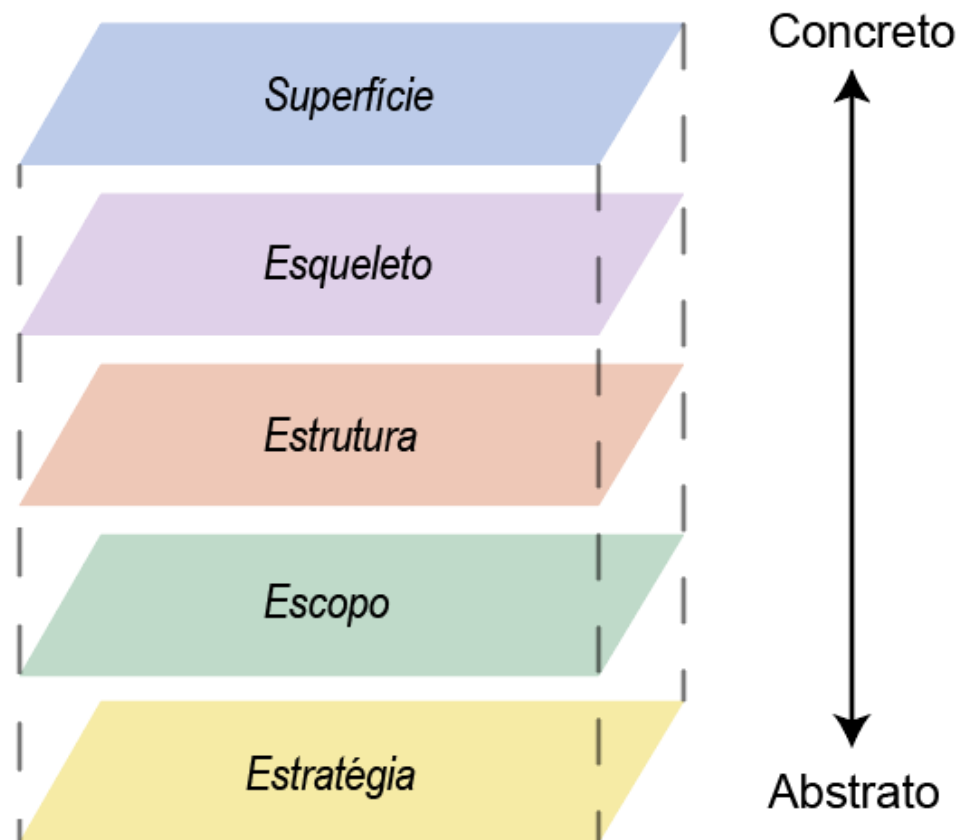 Concreto
Superfície
Esqueleto
Estrutura
Escopo
Estratégia
Abstrato